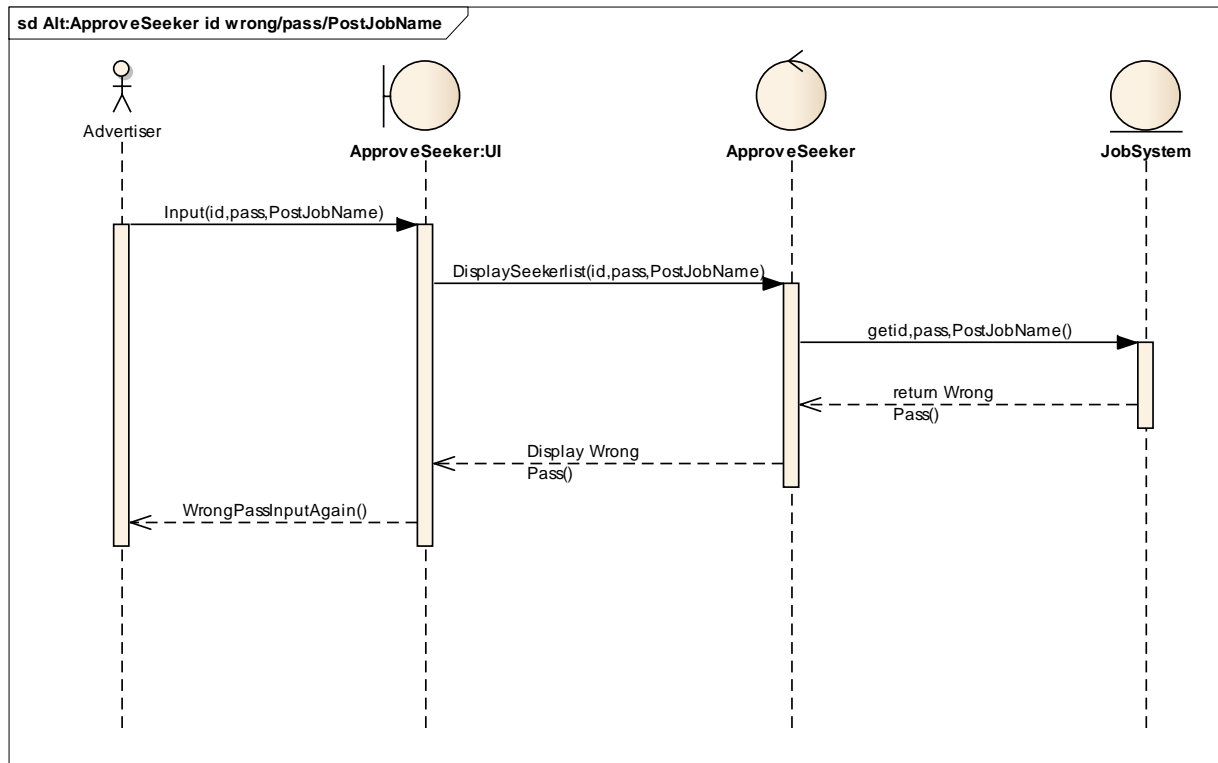 sd Alt:ApproveSeeker id wrong/pass/PostJobName
Advertiser
ApproveSeeker:UI
ApproveSeeker
JobSystem
Input(id,pass,PostJobName)
DisplaySeekerlist(id,pass,PostJobName)
getid,pass,PostJobName()
return Wrong
Pass()
Display Wrong
Pass()
WrongPassInputAgain()